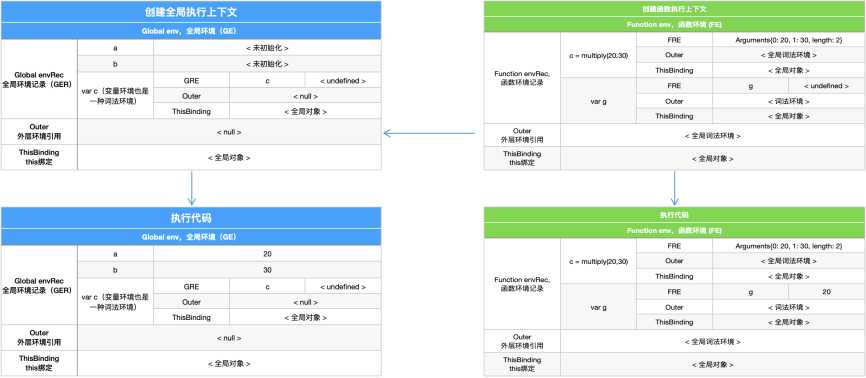 创建全局执行上下文
Global env，全局环境（GE）
Global envRec
全局环境记录（GER）
a
< 未初始化 >
b
< 未初始化 >
var c（变量环境也是
一种词法环境）
GRE
c
< undefined >
Outer
< null >
ThisBinding
< 全局对象 >
Outer
外层环境引用
< null >
ThisBinding
this绑定
< 全局对象 >
创建函数执行上下文
Function env，函数环境 (FE)
Function envRec,
函数环境记录
c = multiply(20,30)
FRE
Arguments{0: 20, 1: 30, length: 2}
Outer
< 全局词法环境 >
ThisBinding
< 全局对象 >
var g
FRE
g
< undefined >
Outer
< 词法环境 >
ThisBinding
< 全局对象 >
Outer
外层环境引用
< 全局词法环境 >
ThisBinding
this绑定
< 全局对象 >
执行代码
Global env，全局环境（GE）
Global envRec
全局环境记录（GER）
a
20
b
30
var c（变量环境也是
一种词法环境）
GRE
c
< undefined >
Outer
< null >
ThisBinding
< 全局对象 >
Outer
外层环境引用
< null >
ThisBinding
this绑定
< 全局对象 >
执行代码
Function env，函数环境 (FE)
Function envRec,
函数环境记录
c = multiply(20,30)
FRE
Arguments{0: 20, 1: 30, length: 2}
Outer
< 全局词法环境 >
ThisBinding
< 全局对象 >
var g
FRE
g
20
Outer
< 词法环境 >
ThisBinding
< 全局对象 >
Outer
外层环境引用
< 全局词法环境 >
ThisBinding
this绑定
< 全局对象 >